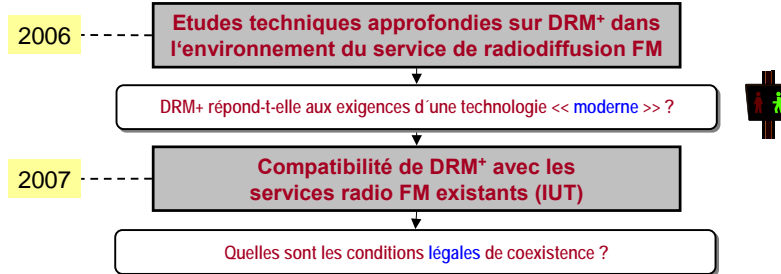 2006
Etudes techniques approfondies sur DRM⁺ dans
l‘environnement du service de radiodiffusion FM
DRM+ répond-t-elle aux exigences d´une technologie << moderne >> ?
2007
Compatibilité de DRM⁺ avec les
services radio FM existants (IUT)
Quelles sont les conditions légales de coexistence ?